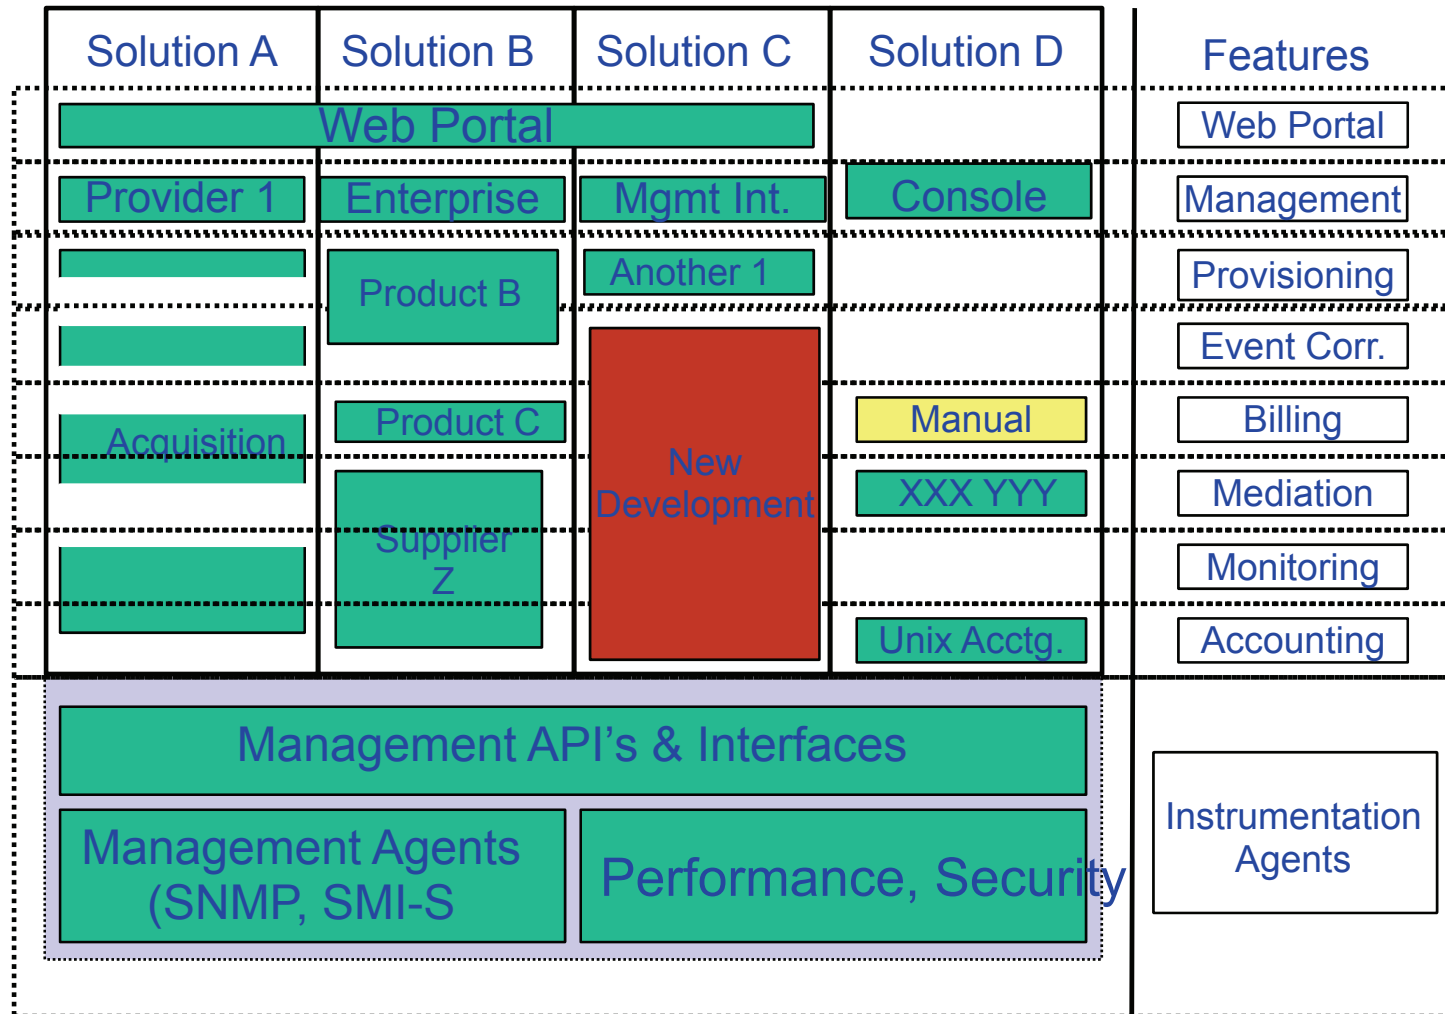 Solution A
Solution B
Solution C
Solution D
Features
Web Portal
Web Portal
Provider 1
Enterprise
Mgmt Int.
Console
Management
Product B
Another 1
Provisioning
Event Corr.
Acquisition
Product C
New
Development
Manual
Billing
XXX YYY
Mediation
Supplier
Z
Monitoring
Unix Acctg.
Accounting
Management API’s & Interfaces
Management Agents
(SNMP, SMI-S
Performance, Security
Instrumentation
Agents